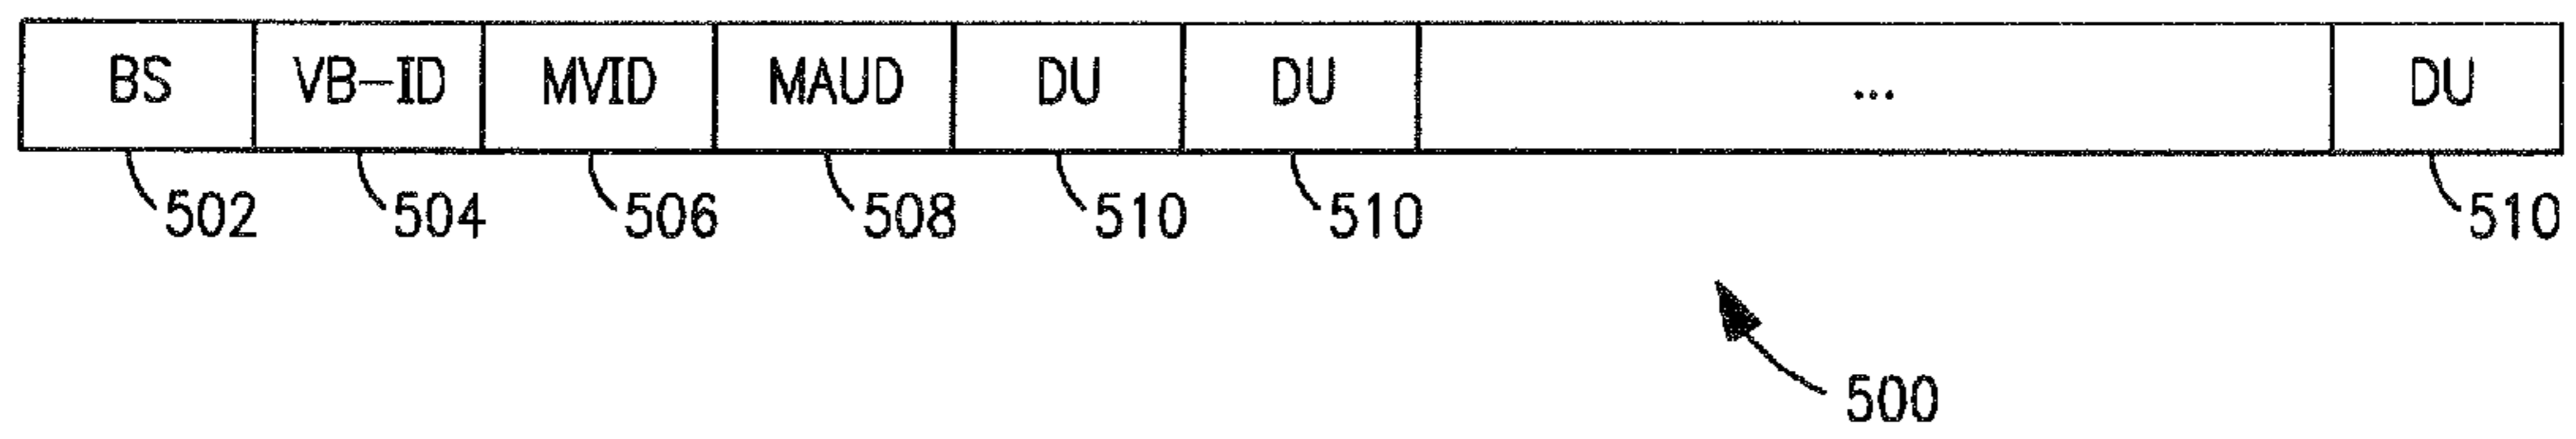 BS VB-ID MVID MAUD DU DU ... DU
502 504 506 508 510 510 510
500